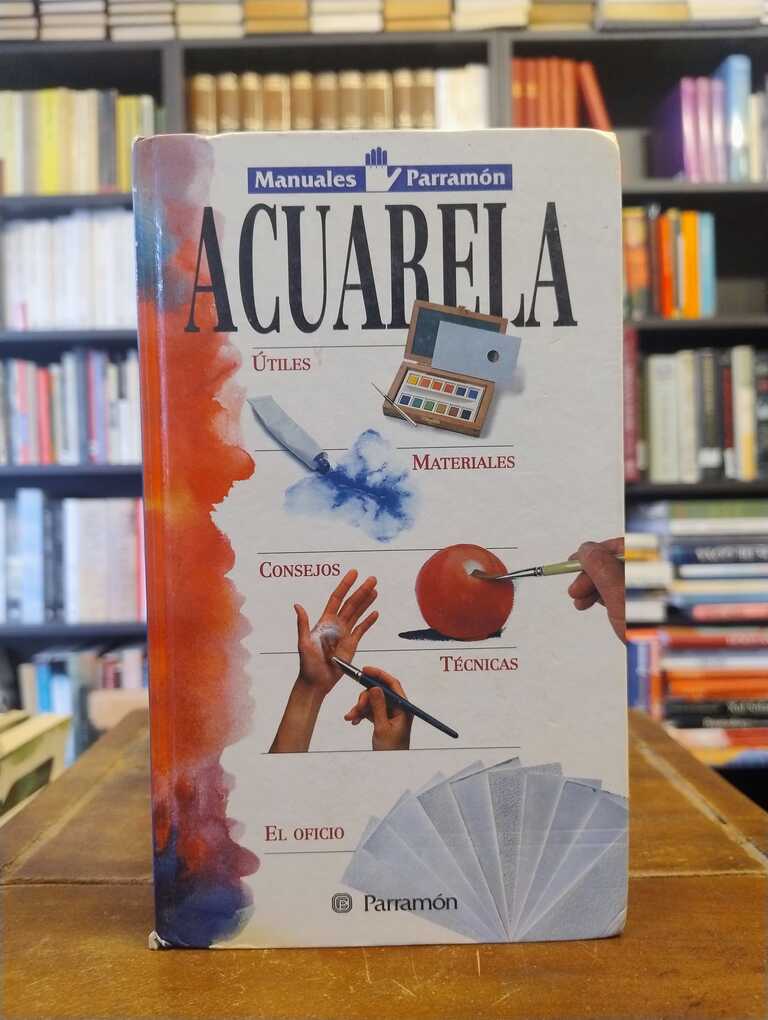 Manuales Parramón
ACUARELA
ÚTILES
MATERIALES
CONSEJOS
TÉCNICAS
EL OFICIO
Parramón